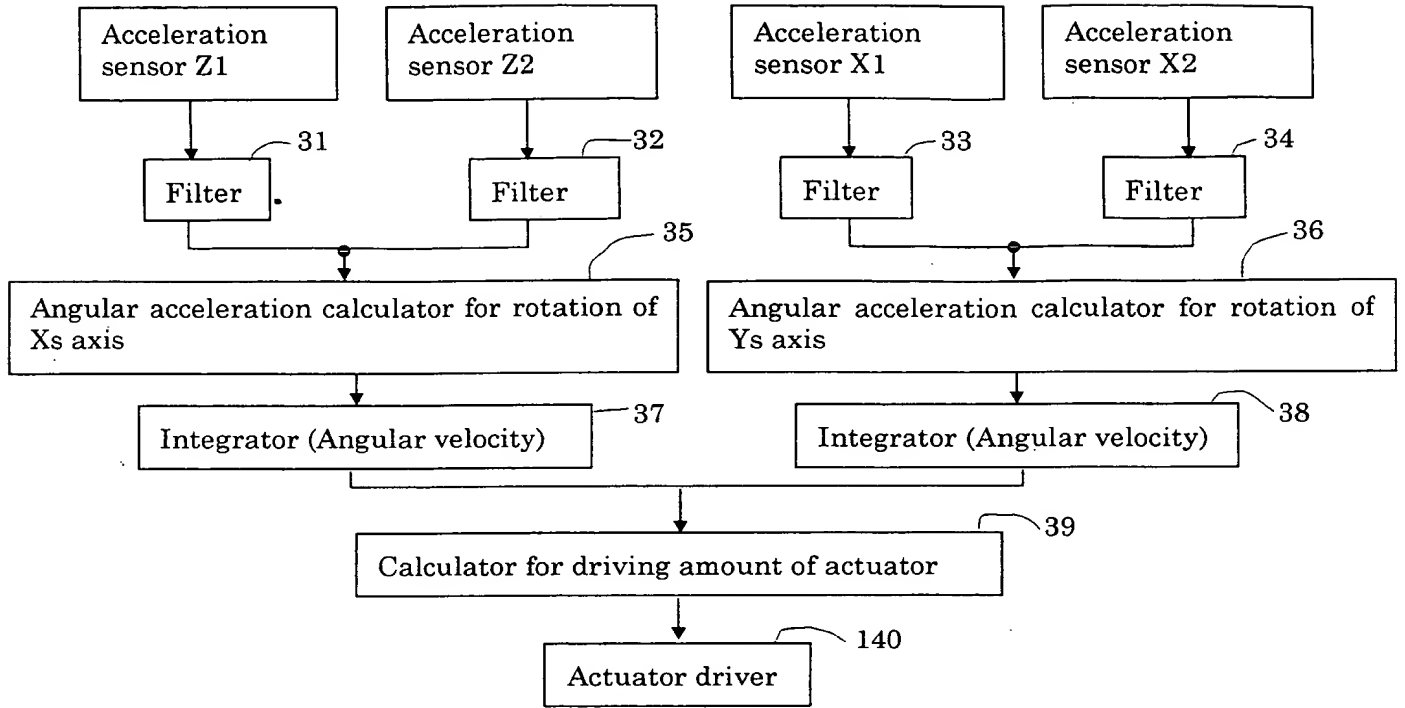 Acceleration
sensor Z1
Acceleration
sensor Z2
Acceleration
sensor X1
Acceleration
sensor X2
31
32
33
34
Filter
Filter
Filter
Filter
35
36
Angular acceleration calculator for rotation of
Xs axis
Angular acceleration calculator for rotation of
Ys axis
37
38
Integrator (Angular velocity)
Integrator (Angular velocity)
39
Calculator for driving amount of actuator
140
Actuator driver